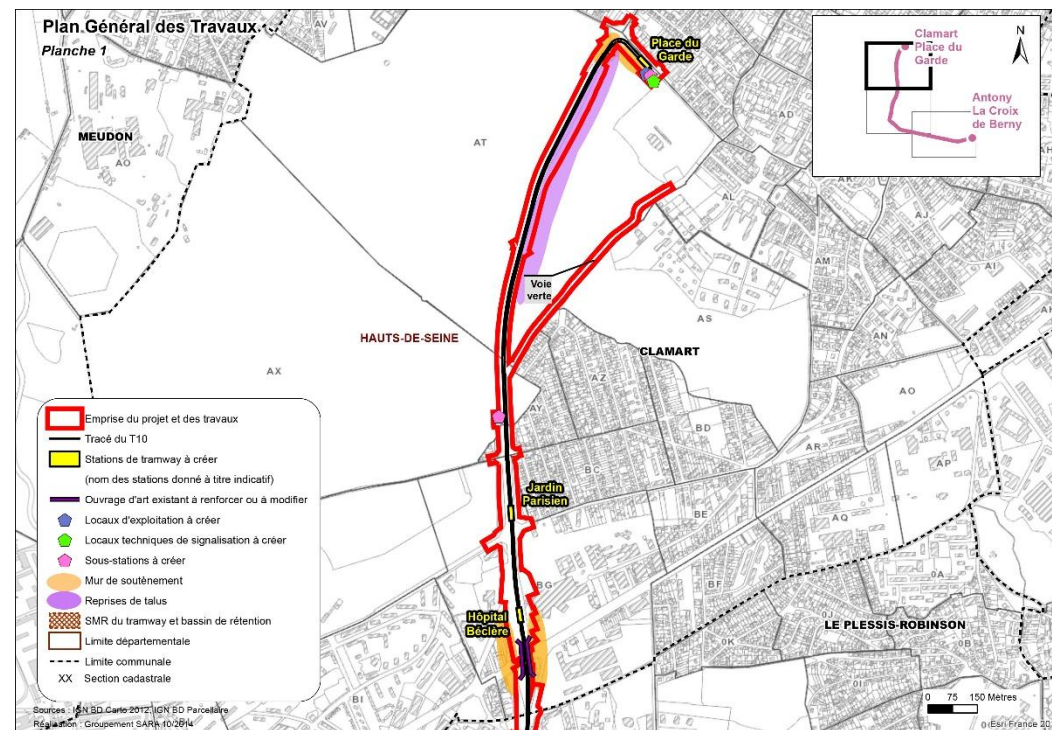 Plan Général des Travaux
Planche 1
AV
Place du
Garde
N
Clamart
Place du
Garde
Antony
La Croix
de Berny
MEUDON
AO
AT
AD
AL
AK
AJ
AN
AM
AI
Voie
verte
AS
HAUTS-DE-SEINE
CLAMART
AX
AZ
AY
BD
AO
AR
BC
AP
Jardin
Parisien
BE
AQ
BG
BF
0A
Hôpital
Béclère
LE PLESSIS-ROBINSON
0K
BI
0I
Emprise du projet et des travaux
Tracé du T10
Stations de tramway à créer
(nom des stations donné à titre indicatif)
Ouvrage d'art existant à renforcer ou à modifier
Locaux d'exploitation à créer
Locaux techniques de signalisation à créer
Sous-stations à créer
Mur de soutènement
Reprises de talus
SMR du tramway et bassin de rétention
Limite départementale
Limite communale
XX Section cadastrale
0 75 150 Mètres
Sources : IGN BD Carto 2012, IGN BD Parcellaire
Réalisation : Groupement SARA 10/2014
Esri France 20